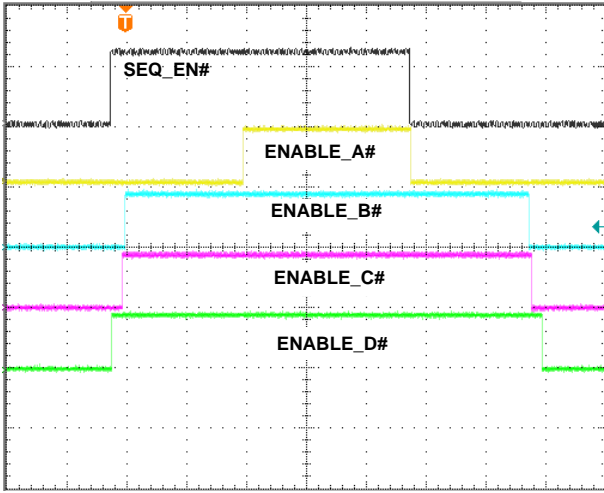 T
SEQ_EN#
ENABLE_A#
ENABLE_B#
ENABLE_C#
ENABLE_D#